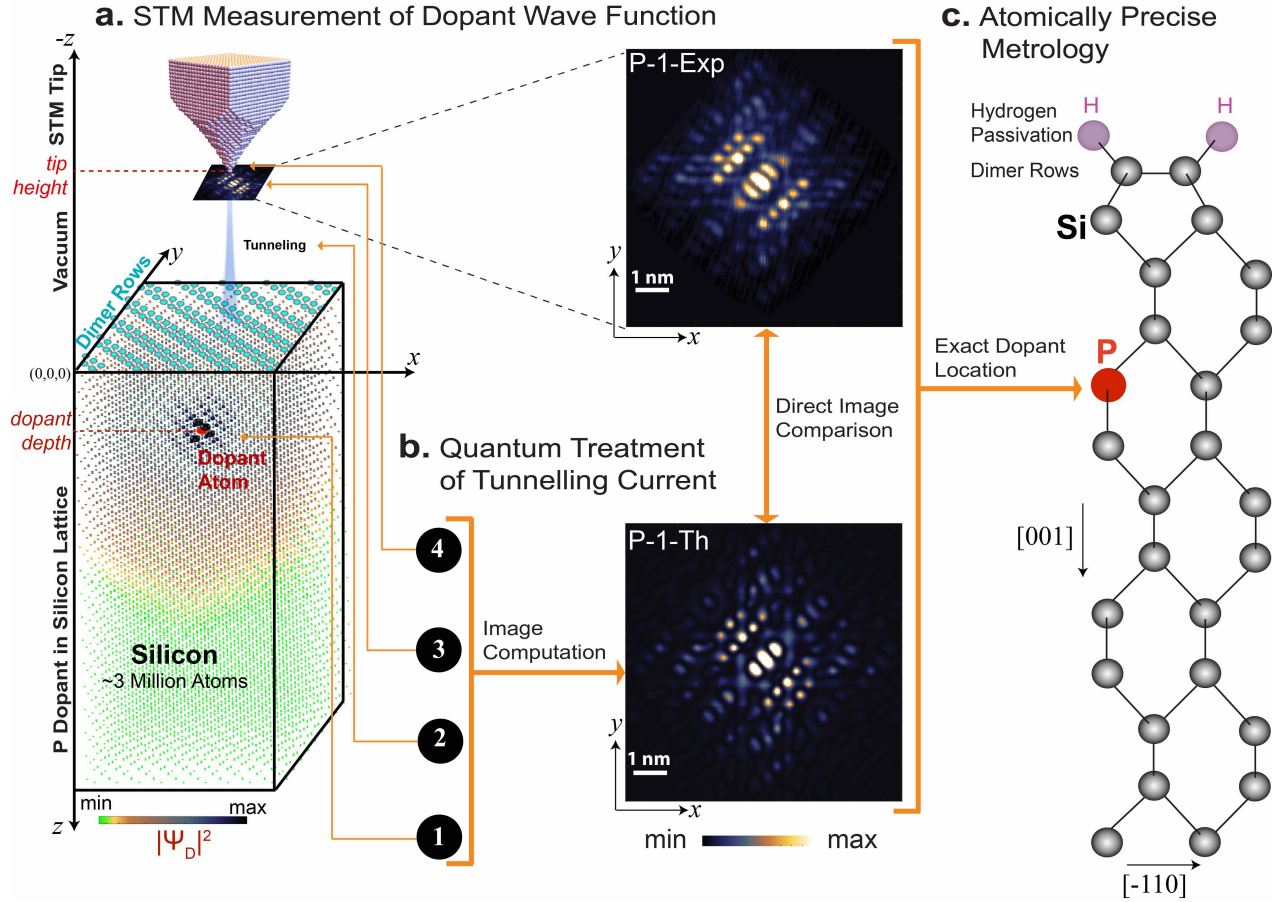 a. STM Measurement of Dopant Wave Function
-z
STM Tip
tip
height
Vacuum
Tunneling
y
Dimer Rows
x
(0,0,0)
dopant
depth
Dopant
Atom
P Dopant in Silicon Lattice
Silicon
~3 Million Atoms
min
max
z
|Ψ_D|²
b. Quantum Treatment
of Tunnelling Current
4
3
2
1
Image
Computation
P-1-Exp
y
1 nm
x
Direct Image
Comparison
P-1-Th
y
1 nm
x
min
max
c. Atomically Precise
Metrology
Hydrogen
Passivation
H
H
Dimer Rows
Si
Exact Dopant
Location
P
[001]
[-110]